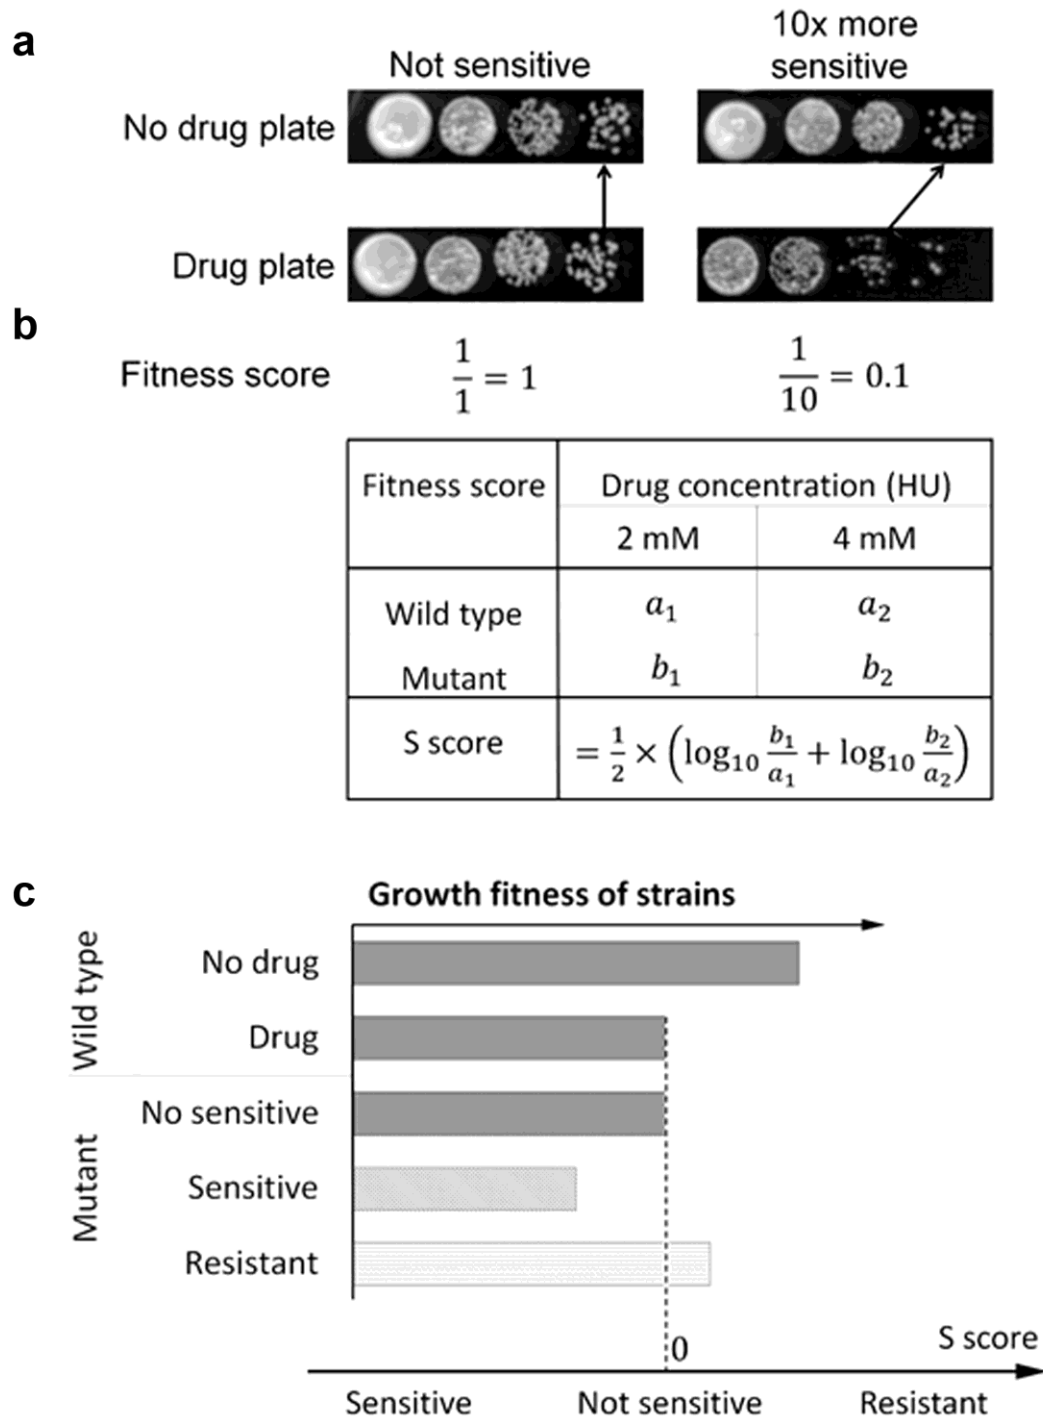 a
Not sensitive
10x more
sensitive
No drug plate
Drug plate
b
Fitness score
1/1 = 1
1/10 = 0.1
Fitness score
Drug concentration (HU)
2 mM
4 mM
Wild type
a₁
a₂
Mutant
b₁
b₂
S score
= 1/2 × (log₁₀ b₁/a₁ + log₁₀ b₂/a₂)
c
Growth fitness of strains
Wild type
No drug
Drug
Mutant
No sensitive
Sensitive
Resistant
0
S score
Sensitive
Not sensitive
Resistant